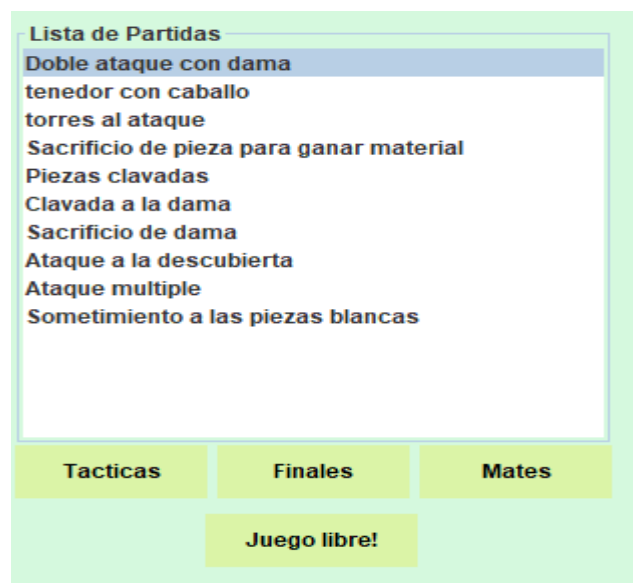 Lista de Partidas
Doble ataque con dama
tenedor con caballo
torres al ataque
Sacrificio de pieza para ganar material
Piezas clavadas
Clavada a la dama
Sacrificio de dama
Ataque a la descubierta
Ataque multiple
Sometimiento a las piezas blancas
Tacticas Finales Mates
Juego libre!